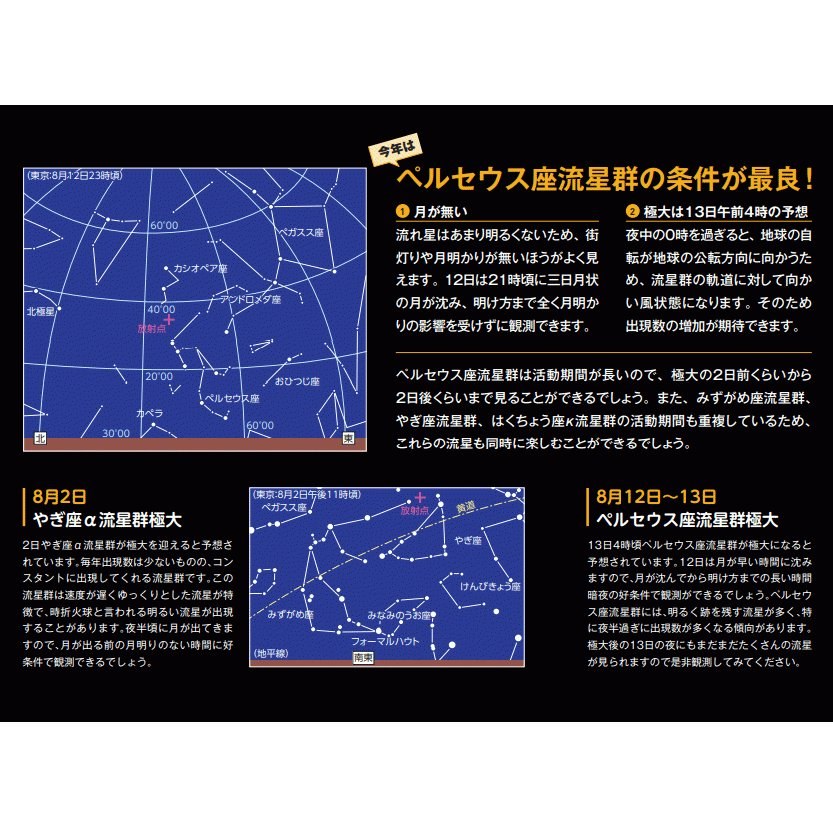 今年は
ペルセウス座流星群の条件が最良!
1 月が無い
流れ星はあまり明るくないため、街
灯りや月明かりが無いほうがよく見
えます。12日は21時頃に三日月状
の月が沈み、明け方まで全く月明か
りの影響を受けずに観測できます。
2 極大は13日午前4時の予想
夜中の0時を過ぎると、地球の自
転が地球の公転方向に向かうた
め、流星群の軌道に対して向か
い風状態になります。そのため
出現数の増加が期待できます。
ペルセウス座流星群は活動期間が長いので、極大の2日前くらいから
2日後くらいまで見ることができるでしょう。また、みずがめ座流星群、
やぎ座流星群、はくちょう座κ流星群の活動期間も重複しているため、
これらの流星も同時に楽しむことができるでしょう。
(東京:8月12日23時頃)
60°00
ペガスス座
カシオペア座
アンドロメダ座
40°00
北極星
放射点
20°00
おひつじ座
ペルセウス座
カペラ
30°00
60°00
北
東
8月2日
やぎ座α流星群極大
2日やぎ座α流星群が極大を迎えると予想さ
れています。毎年出現数は少ないものの、コン
スタントに出現してくれる流星群です。この
流星群は速度が遅くゆっくりとした流星が特
徴で、時折火球と言われる明るい流星が出現
することがあります。夜半頃に月が出てきま
すので、月が出る前の月明りのない時間に好
条件で観測できるでしょう。
(東京:8月2日午後11時頃)
ペガスス座
放射点
黄道
やぎ座
けんびきょう座
みずがめ座
みなみのうお座
フォーマルハウト
(地平線)
南東
8月12日〜13日
ペルセウス座流星群極大
13日4時頃ペルセウス座流星群が極大になると
予想されています。12日は月が早い時間に沈み
ますので、月が沈んでから明け方までの長い時間
暗夜の好条件で観測ができるでしょう。ペルセウ
ス座流星群には、明るく跡を残す流星が多く、特
に夜半過ぎに出現数が多くなる傾向があります。
極大後の13日の夜にもまだまだたくさんの流星
が見られますので是非観測してみてください。